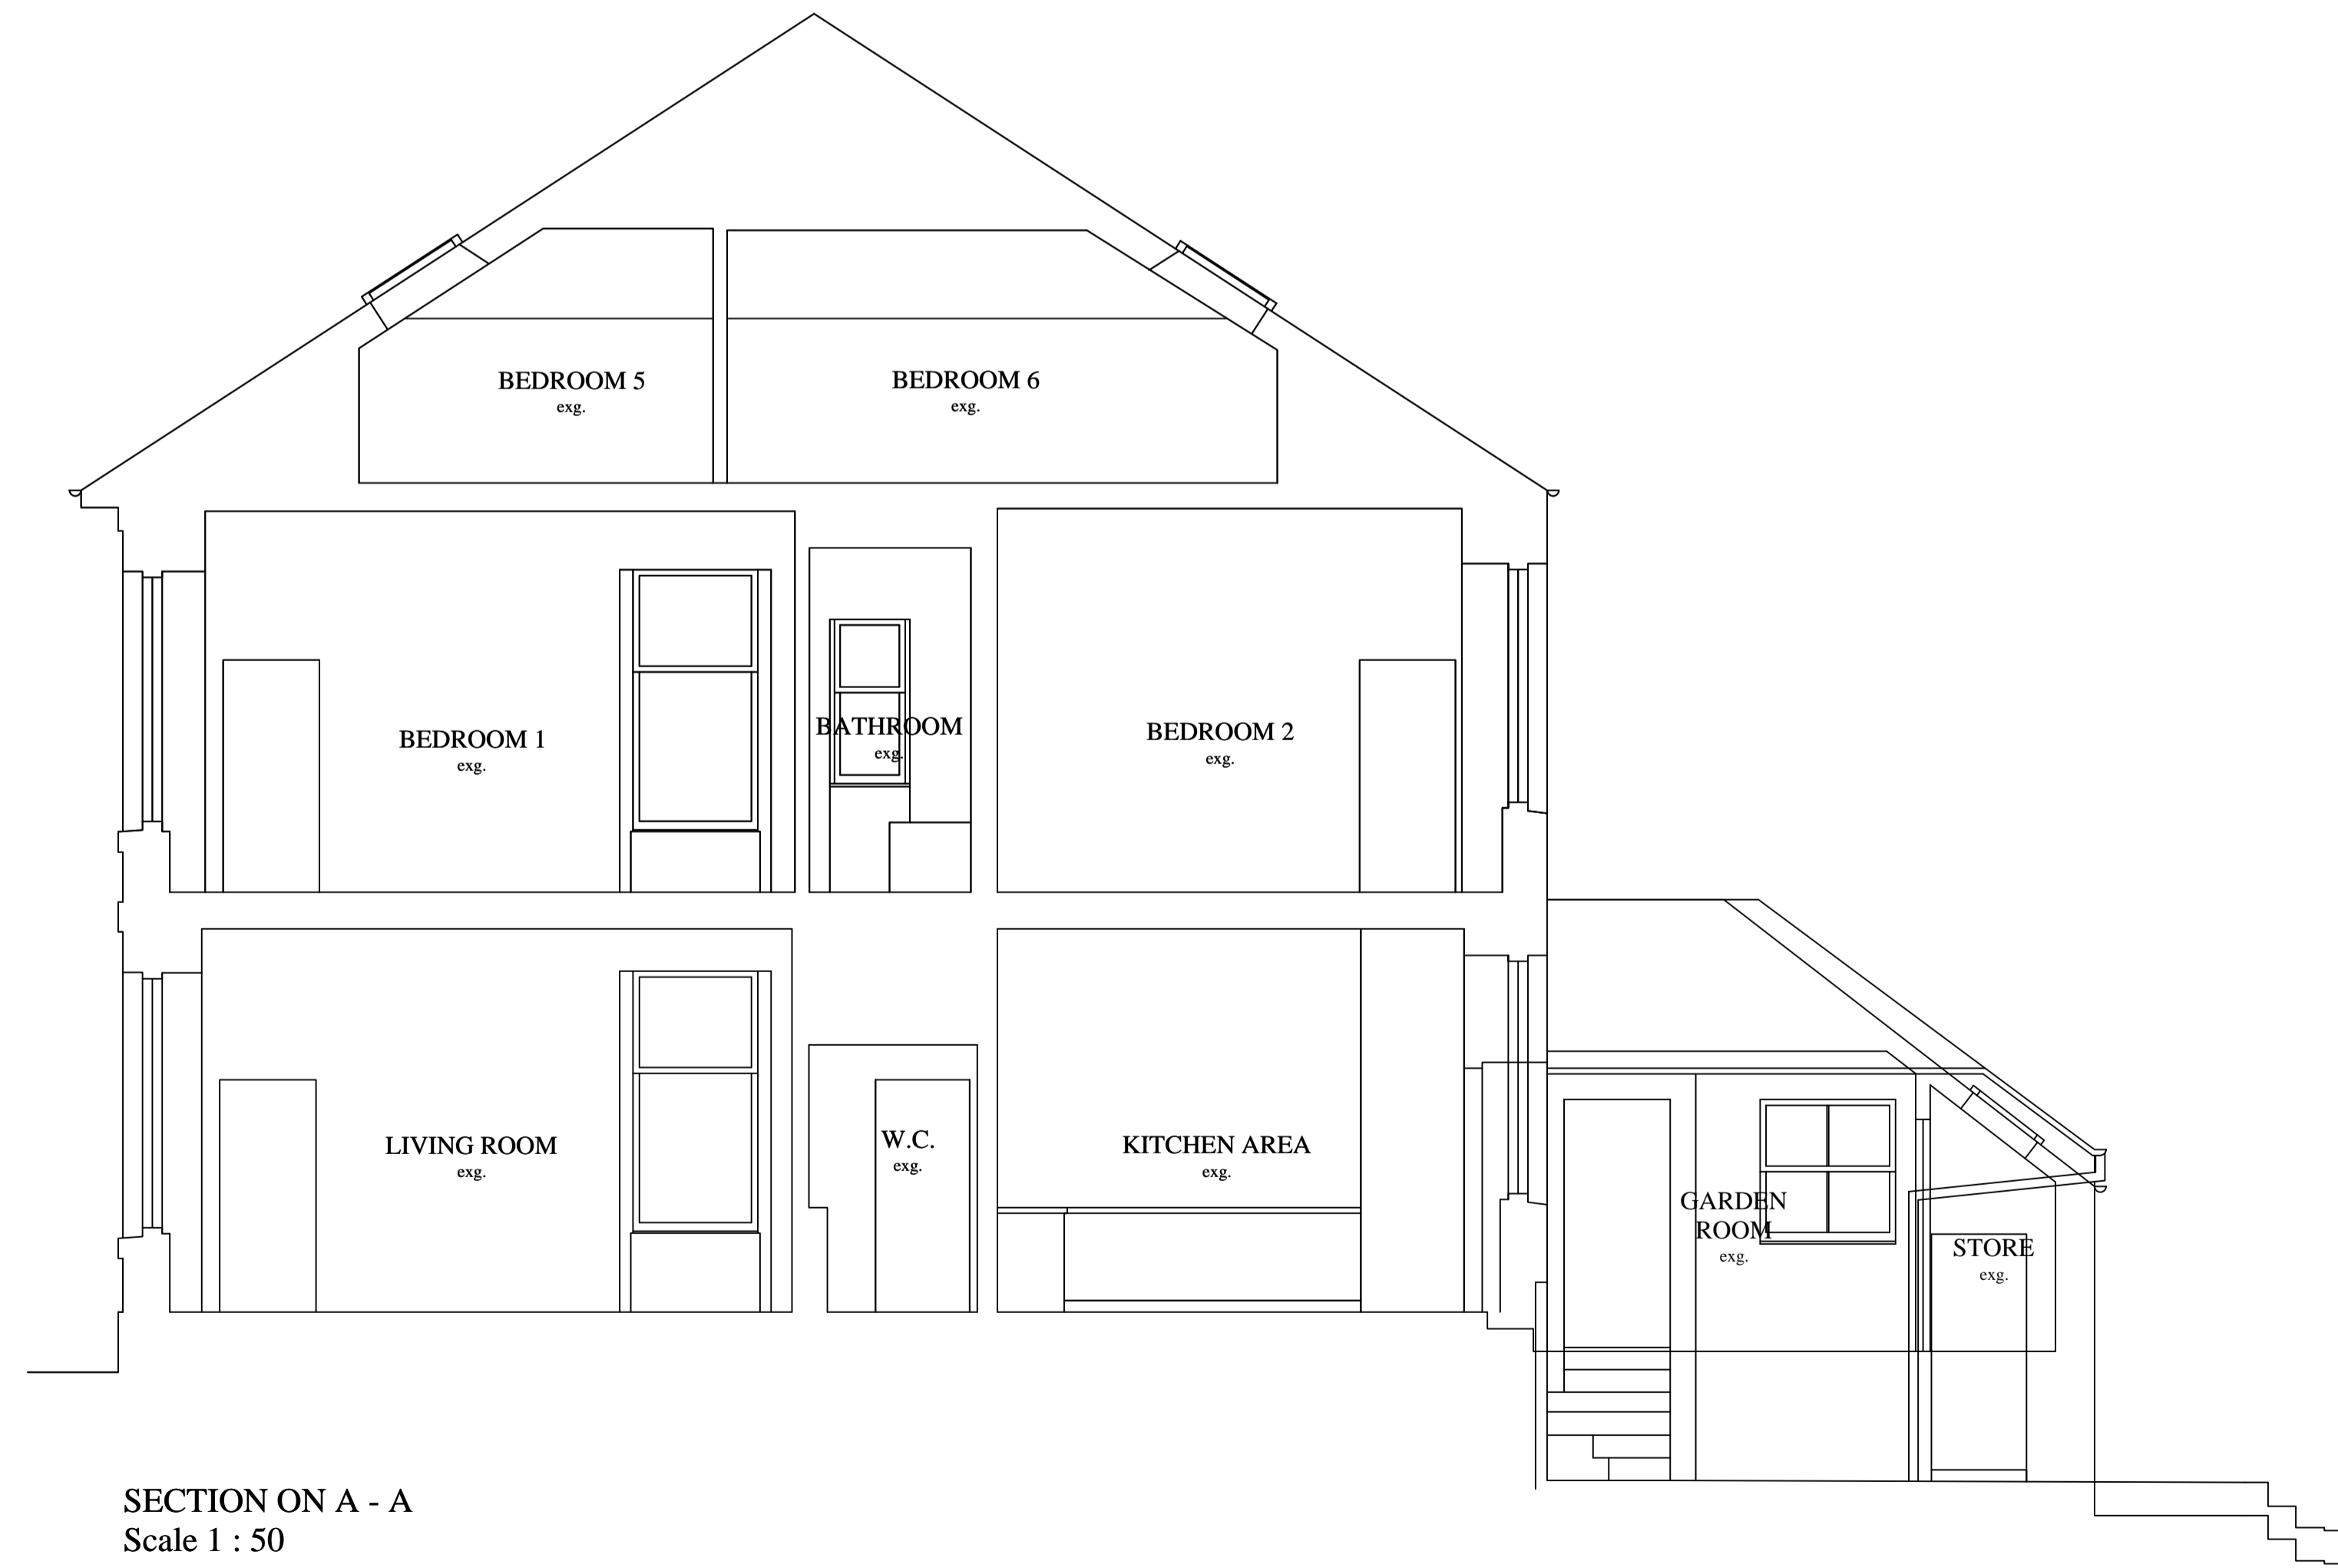 BEDROOM 5
exg.
BEDROOM 6
exg.
BEDROOM 1
exg.
BATHROOM
exg.
BEDROOM 2
exg.
LIVING ROOM
exg.
W.C.
exg.
KITCHEN AREA
exg.
GARDEN
ROOM
exg.
STORE
exg.
SECTION ON A - A
Scale 1 : 50